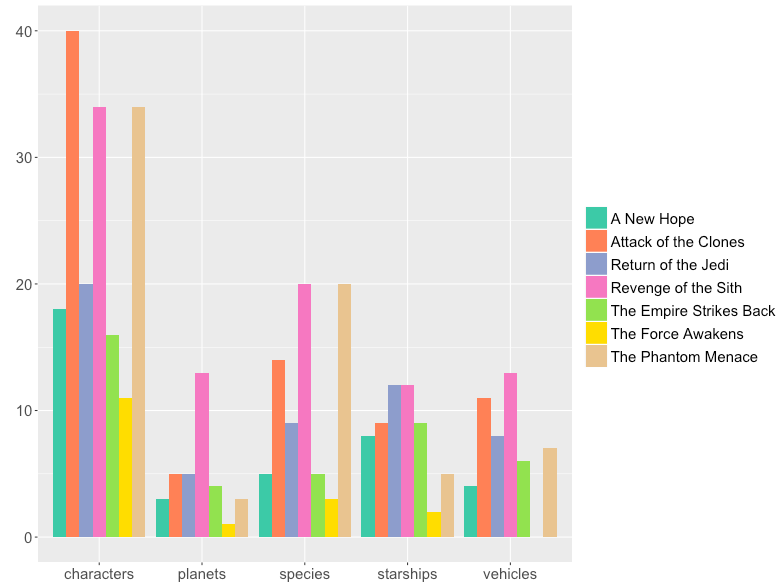 40
30
20
10
0
characters planets species starships vehicles
A New Hope
Attack of the Clones
Return of the Jedi
Revenge of the Sith
The Empire Strikes Back
The Force Awakens
The Phantom Menace